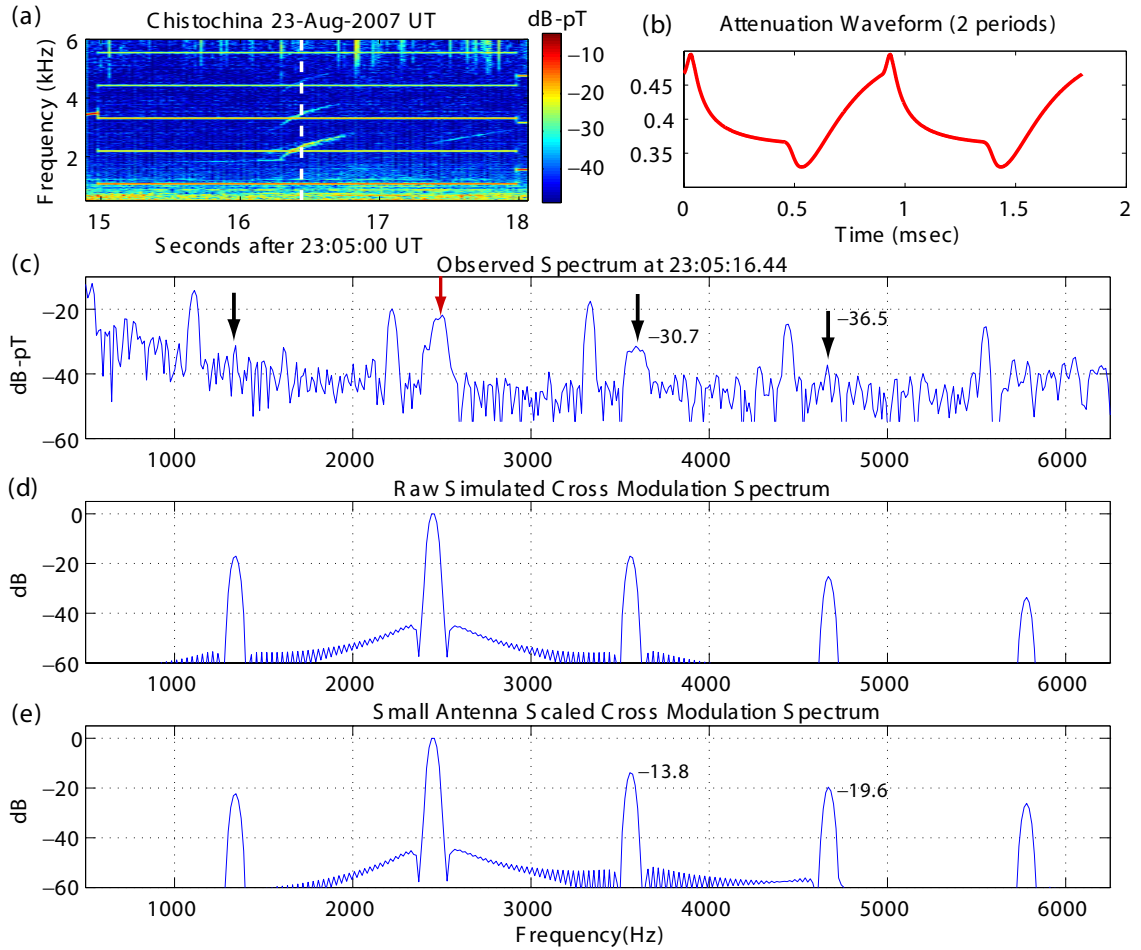 (a)
Chistochina 23-Aug-2007 UT
dB-pT
Frequency (kHz)
6
4
2
15
16
17
18
Seconds after 23:05:00 UT
−10
−20
−30
−40
(b)
Attenuation Waveform (2 periods)
0.45
0.4
0.35
0
0.5
1
1.5
2
Time (msec)
(c)
Observed Spectrum at 23:05:16.44
dB-pT
−20
−40
−60
−30.7
−36.5
1000
2000
3000
4000
5000
6000
(d)
Raw Simulated Cross Modulation Spectrum
dB
0
−20
−40
−60
1000
2000
3000
4000
5000
6000
(e)
Small Antenna Scaled Cross Modulation Spectrum
dB
0
−20
−40
−60
−13.8
−19.6
1000
2000
3000
4000
5000
6000
Frequency(Hz)